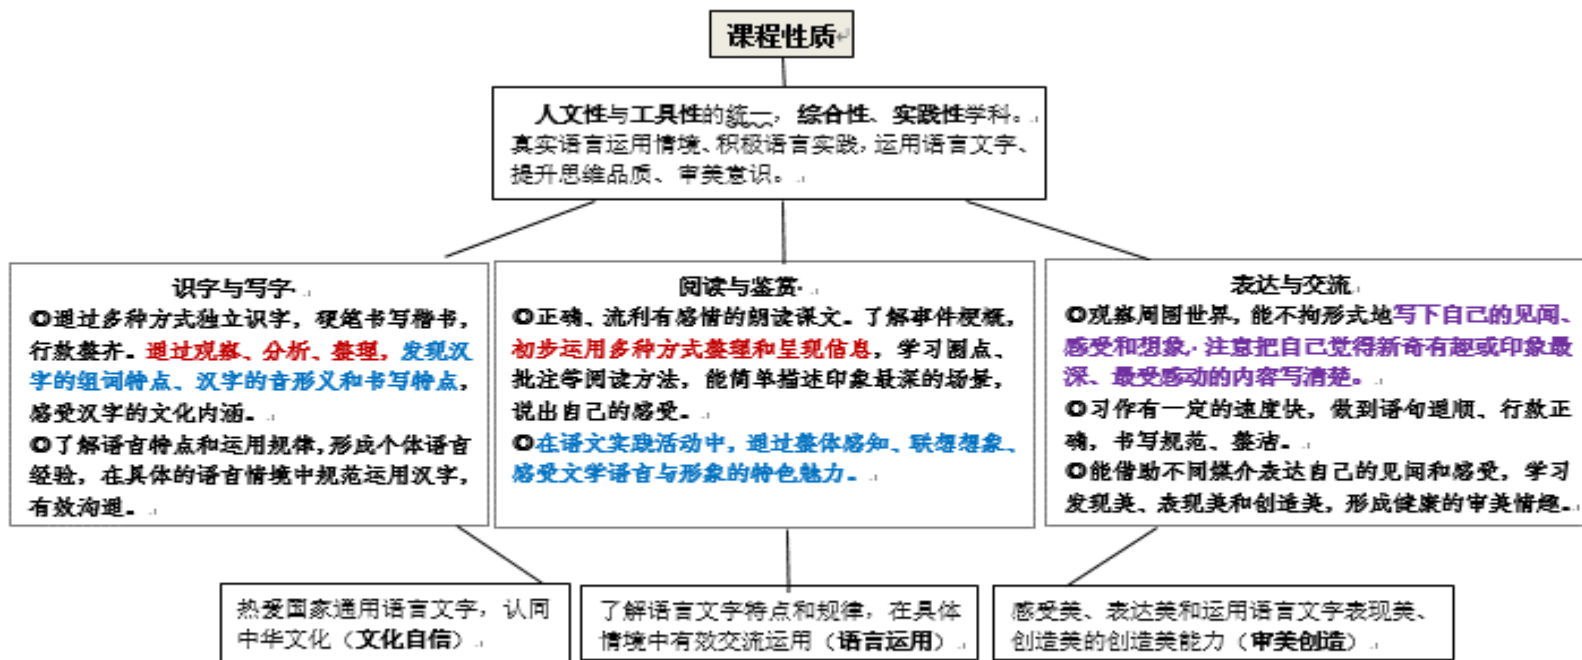 课程性质
人文性与工具性的统一，综合性、实践性学科。
真实语言运用情境、积极语言实践，运用语言文字、
提升思维品质、审美意识。
识字与写字
◎通过多种方式独立识字，硬笔书写楷书，
行款整齐。通过观察、分析、整理，发现汉
字的组词特点、汉字的音形义和书写特点，
感受汉字的文化内涵。
◎了解语言特点和运用规律，形成个体语言
经验，在具体的语言情境中规范运用汉字，
有效沟通。
阅读与鉴赏
◎正确、流利有感情的朗读课文。了解事件梗概，
初步运用多种方式整理和呈现信息，学习圈点、
批注等阅读方法，能简单描述印象最深的场景，
说出自己的感受。
◎在语文实践活动中，通过整体感知、联想想象、
感受文学语言与形象的特色魅力。
表达与交流
◎观察周围世界，能不拘形式地写下自己的见闻、
感受和想象，注意把自己觉得新奇有趣或印象最
深、最受感动的内容写清楚。
◎习作有一定的速度快，做到语句通顺、行款正
确，书写规范、整洁。
◎能借助不同媒介表达自己的见闻和感受，学习
发现美、表现美和创造美，形成健康的审美情趣。
热爱国家通用语言文字，认同
中华文化（文化自信）
了解语言文字特点和规律，在具体
情境中有效交流运用（语言运用）
感受美、表达美和运用语言文字表现美、
创造美的创造美能力（审美创造）